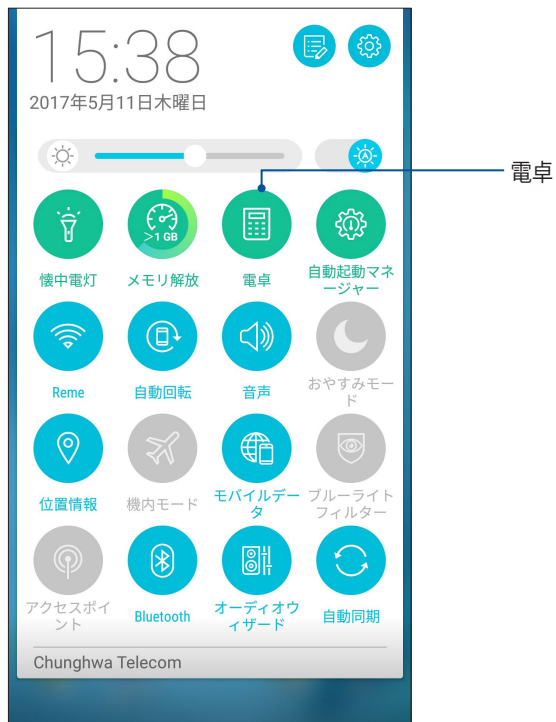 15:38
2017年5月11日木曜日
A
電卓
>1 GB
懐中電灯
メモリ解放
電卓
自動起動マネ
ージャー
Reme
自動回転
音声
おやすみモー
ド
位置情報
機内モード
モバイルデー
タ
ブルーライト
フィルター
アクセスポイ
ント
Bluetooth
オーディオウ
ィザード
自動同期
Chunghwa Telecom